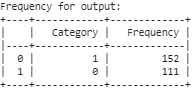 Frequency for output:
+----+------------+-------------+
|    |   Category |   Frequency |
|----+------------+-------------|
|  0 |          1 |         152 |
|  1 |          0 |         111 |
+----+------------+-------------+